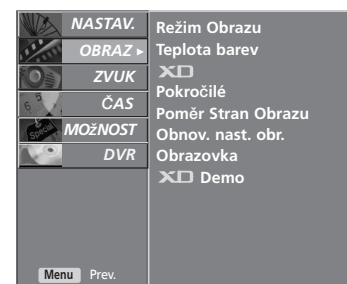 NASTAV.
OBRAZ
ZVUK
ČAS
MOžNOST
DVR
Režim Obrazu
Teplota barev
XD
Pokročilé
Poměr Stran Obrazu
Obnov. nast. obr.
Obrazovka
XD Demo
Menu Prev.